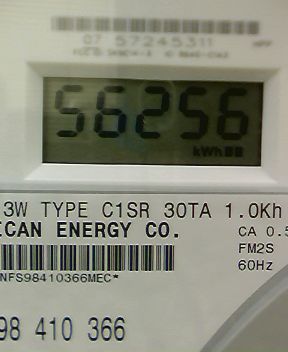 07 57245311
56256
kWh
3W TYPE C1SR 30TA 1.0Kh
ICAN ENERGY CO.
CA 0.5
FM2S
60Hz
NFS98410366MEC*
98 410 366